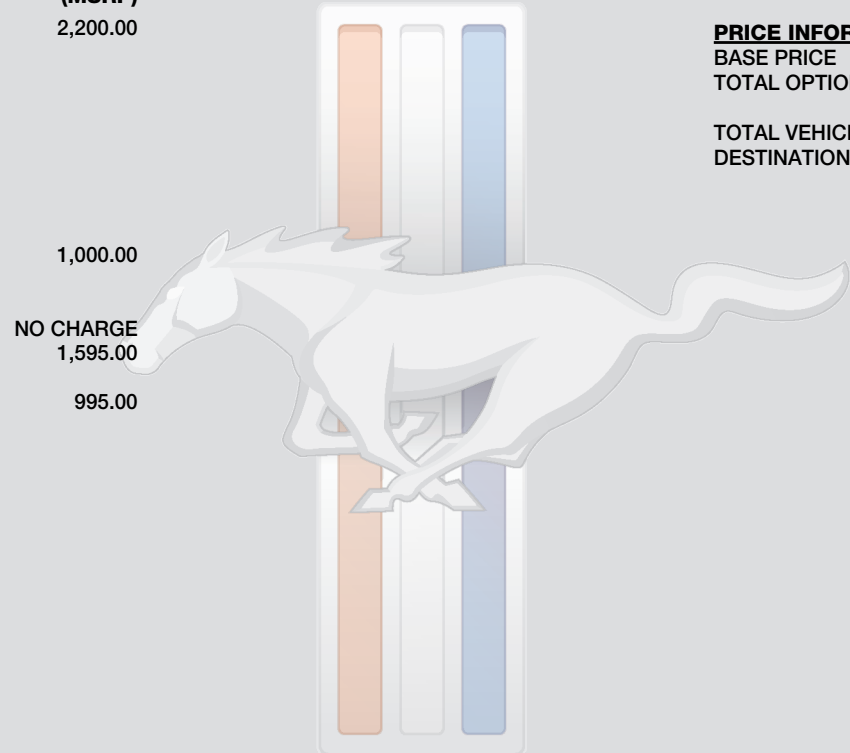 (MSRP)
2,200.00
1,000.00
NO CHARGE
1,595.00
995.00
PRICE INFOR
BASE PRICE
TOTAL OPTIO
TOTAL VEHICL
DESTINATION